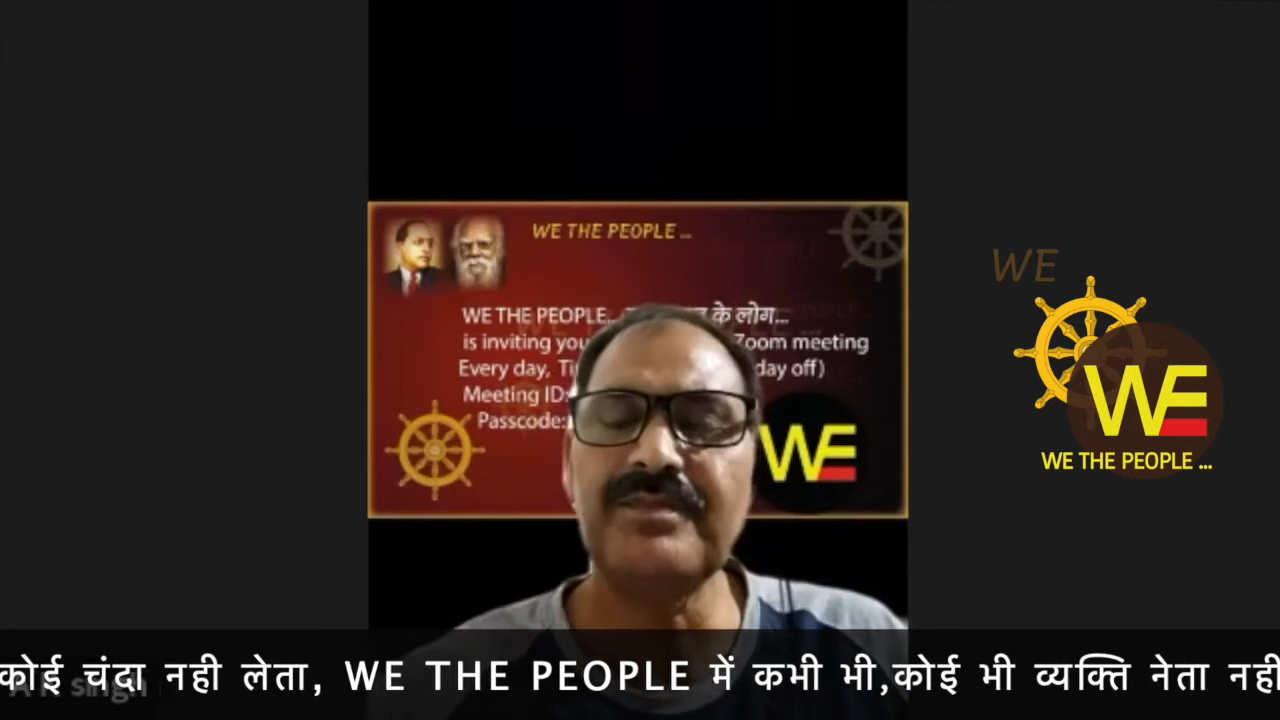 WE THE PEOPLE ...
WE THE PEOPLE... के लोग...
is inviting you Zoom meeting
Every day, day off)
Meeting ID:
Passcode:
WE
WE
WE
WE THE PEOPLE ...
कोई चंदा नही लेता, WE THE PEOPLE में कभी भी,कोई भी व्यक्ति नेता नही
singh